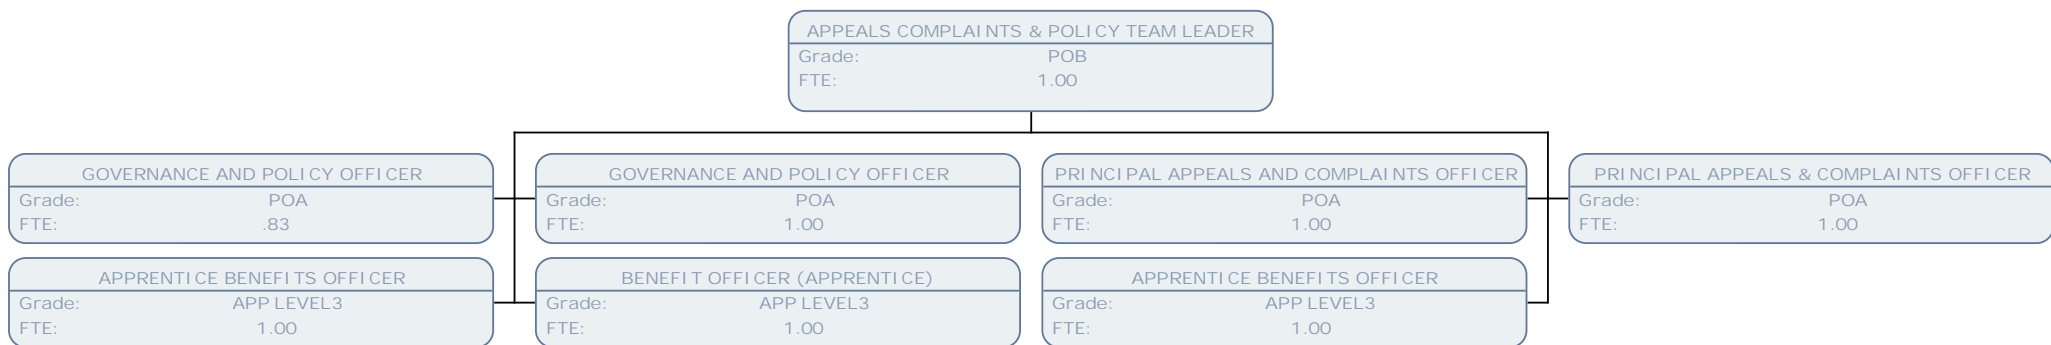 APPEALS COMPLAINTS & POLICY TEAM LEADER
Grade: POB
FTE: 1.00
GOVERNANCE AND POLICY OFFICER
Grade: POA
FTE: .83
GOVERNANCE AND POLICY OFFICER
Grade: POA
FTE: 1.00
PRINCIPAL APPEALS AND COMPLAINTS OFFICER
Grade: POA
FTE: 1.00
PRINCIPAL APPEALS & COMPLAINTS OFFICER
Grade: POA
FTE: 1.00
APPRENTICE BENEFITS OFFICER
Grade: APP LEVEL3
FTE: 1.00
BENEFIT OFFICER (APPRENTICE)
Grade: APP LEVEL3
FTE: 1.00
APPRENTICE BENEFITS OFFICER
Grade: APP LEVEL3
FTE: 1.00